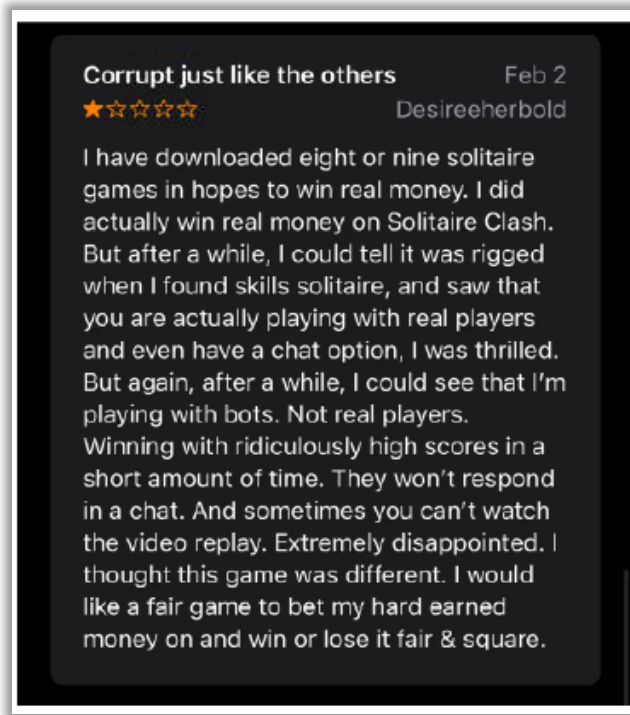 Corrupt just like the others
Feb 2
★☆☆☆☆
Desireeherbold
I have downloaded eight or nine solitaire
games in hopes to win real money. I did
actually win real money on Solitaire Clash.
But after a while, I could tell it was rigged
when I found skills solitaire, and saw that
you are actually playing with real players
and even have a chat option, I was thrilled.
But again, after a while, I could see that I'm
playing with bots. Not real players.
Winning with ridiculously high scores in a
short amount of time. They won't respond
in a chat. And sometimes you can't watch
the video replay. Extremely disappointed. I
thought this game was different. I would
like a fair game to bet my hard earned
money on and win or lose it fair & square.